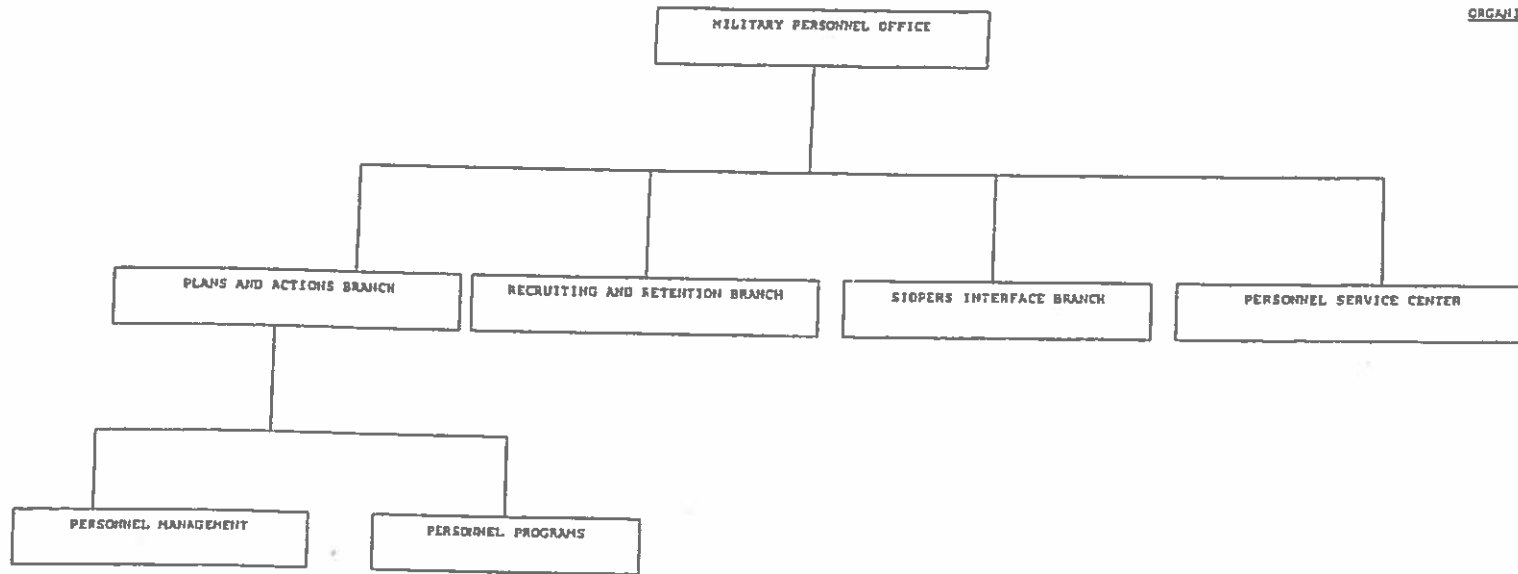 ORGANI
MILITARY PERSONNEL OFFICE
PLANS AND ACTIONS BRANCH
RECRUITING AND RETENTION BRANCH
SIDPERS INTERFACE BRANCH
PERSONNEL SERVICE CENTER
PERSONNEL MANAGEMENT
PERSONNEL PROGRAMS